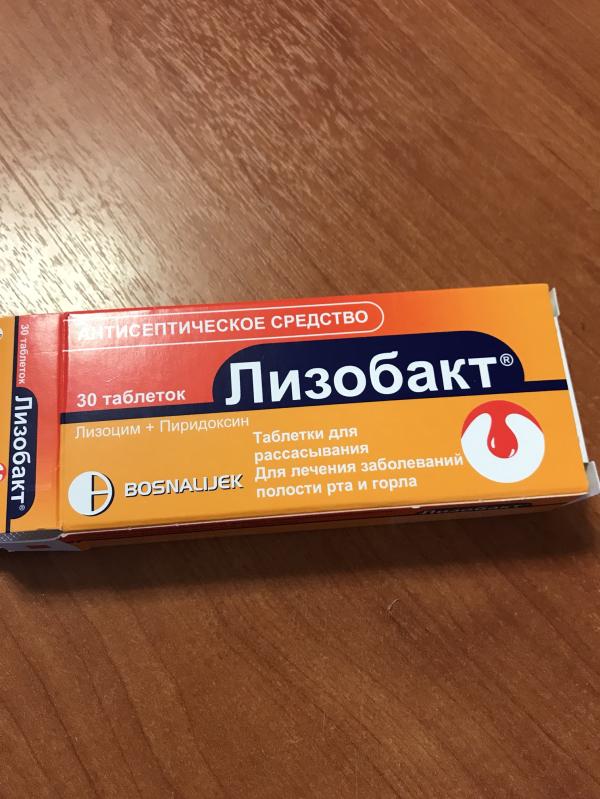 АНТИСЕПТИЧЕСКОЕ СРЕДСТВО
30 таблеток
Лизобакт®
Лизоцим + Пиридоксин
Таблетки для
рассасывания
Для лечения заболеваний
полости рта и горла
BOSNALIJEK
30 таблеток
Лизобакт®
Лизобакт®